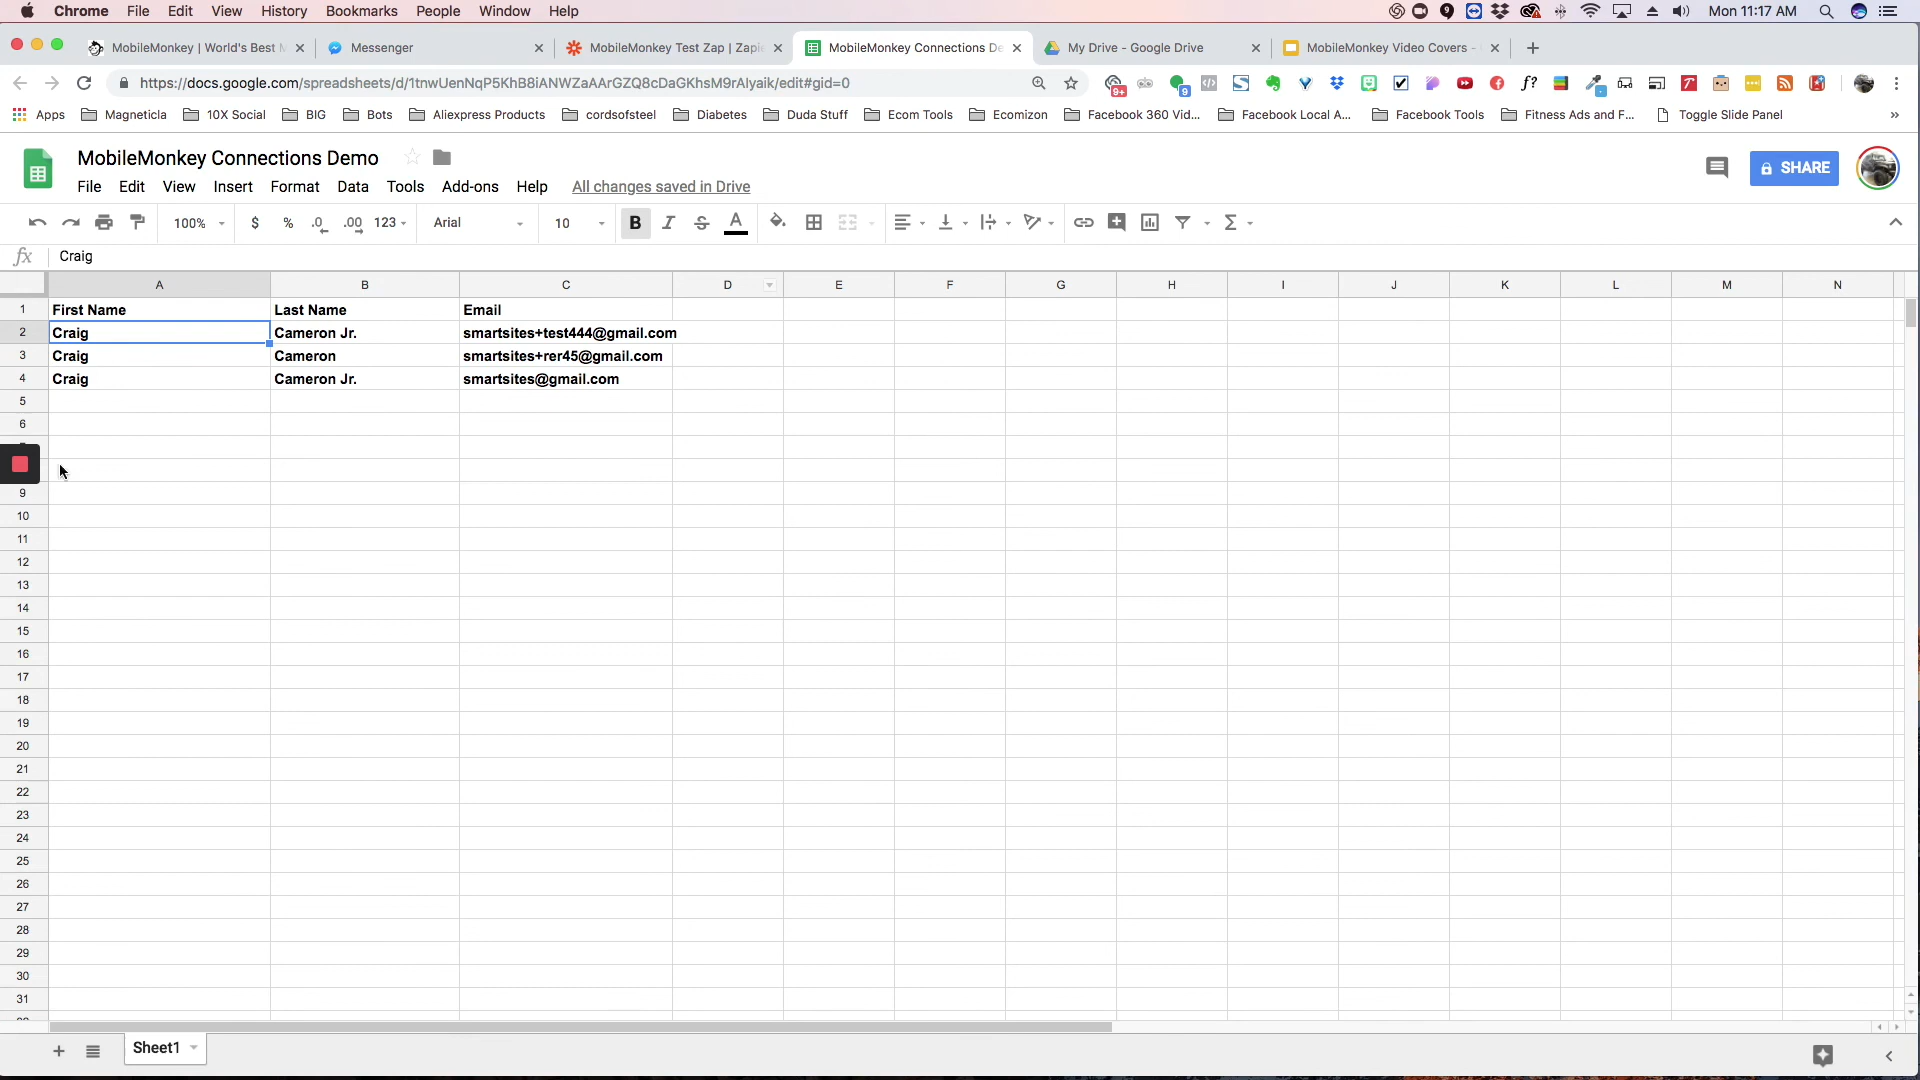 Chrome File Edit View History Bookmarks People Window Help Mon 11:17 AM
MobileMonkey | World's Best Messenger MobileMonkey Test Zap | Zapie MobileMonkey Connections De My Drive - Google Drive MobileMonkey Video Covers -
https://docs.google.com/spreadsheets/d/1tnwUenNqP5KhB8iANWZaAArGZQ8cDaGKhsM9rAlyaik/edit#gid=0 9+ 9 f?
Apps Magneticla 10X Social BIG Bots Aliexpress Products cordsofsteel Diabetes Duda Stuff Ecom Tools Ecomizon Facebook 360 Vid... Facebook Local A... Facebook Tools Fitness Ads and F... Toggle Slide Panel »
MobileMonkey Connections Demo
SHARE
File Edit View Insert Format Data Tools Add-ons Help All changes saved in Drive
100% $ % .0 .00 123 Arial 10 B I S A Σ
fx Craig
A B C D E F G H I J K L M N
1 First Name Last Name Email
2 Craig Cameron Jr. smartsites+test444@gmail.com
3 Craig Cameron smartsites+rer45@gmail.com
4 Craig Cameron Jr. smartsites@gmail.com
5
6
9
10
11
12
13
14
15
16
17
18
19
20
21
22
23
24
25
26
27
28
29
30
31
Sheet1